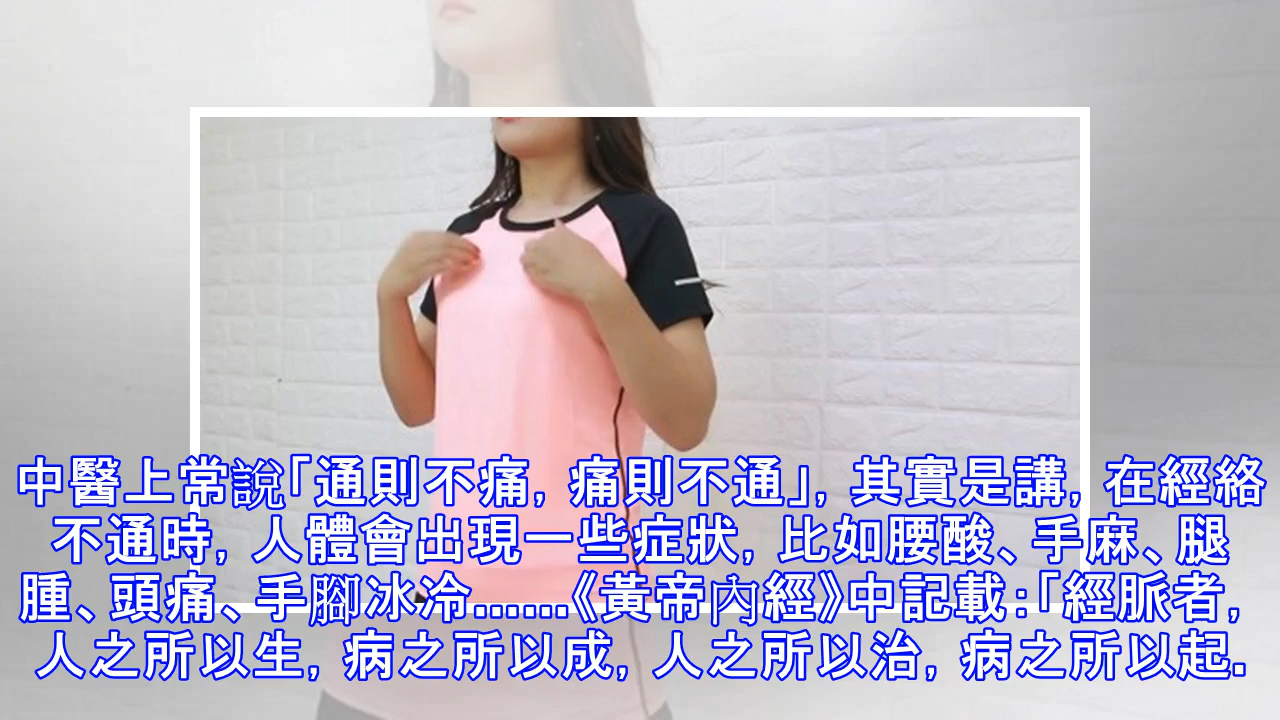 中醫上常說「通則不痛, 痛則不通」, 其實是講, 在經絡
不通時, 人體會出現一些症狀, 比如腰酸、手麻、腿
腫、頭痛、手腳冰冷......《黃帝內經》中記載:「經脈者,
人之所以生, 病之所以成, 人之所以治, 病之所以起.